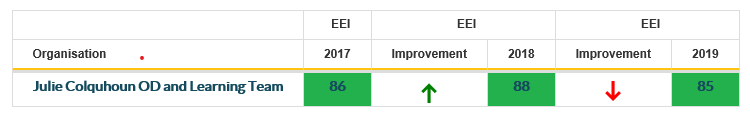 EEI EEI EEI
Organisation 2017 Improvement 2018 Improvement 2019
Julie Colquhoun OD and Learning Team 86 88 85